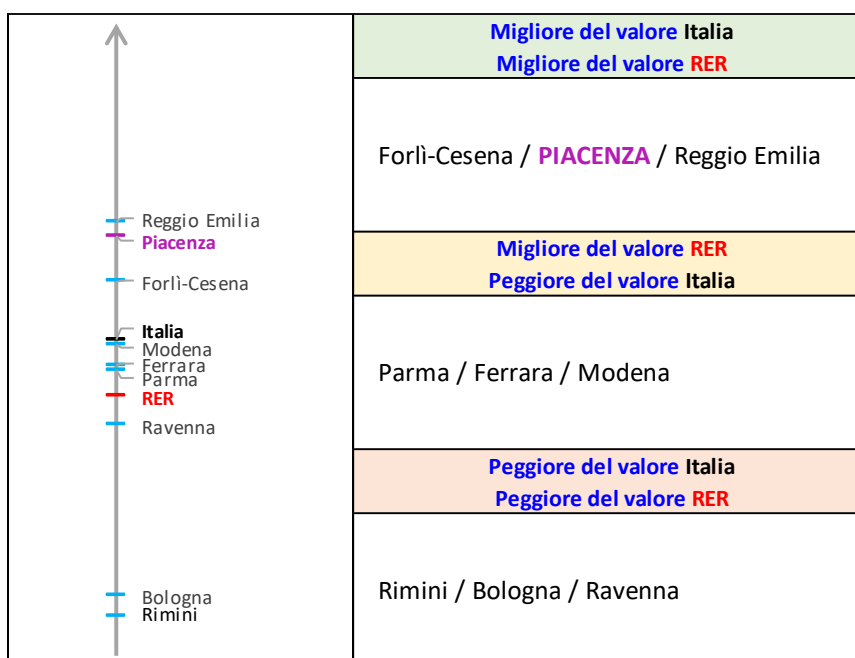 Reggio Emilia
Piacenza
Forlì-Cesena
Italia
Modena
Ferrara
Parma
RER
Ravenna
Bologna
Rimini
Migliore del valore Italia
Migliore del valore RER
Forlì-Cesena / PIACENZA / Reggio Emilia
Migliore del valore RER
Peggiore del valore Italia
Parma / Ferrara / Modena
Peggiore del valore Italia
Peggiore del valore RER
Rimini / Bologna / Ravenna